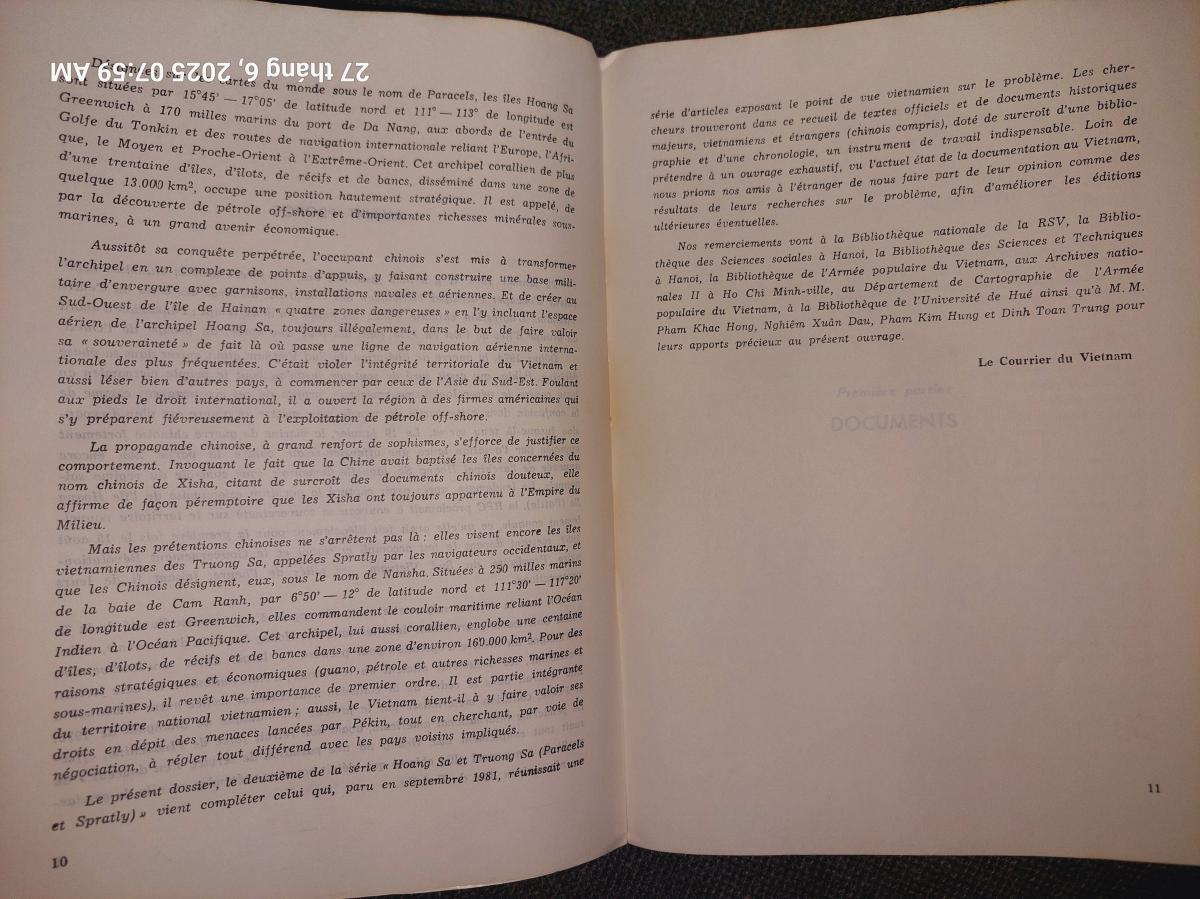 27 tháng 6, 2025 07:59 AM
sur les cartes du monde sous le nom de Paracels, les îles Hoang Sa
sont situées par 15°45' — 17°05' de latitude nord et 111° — 113° de longitude est
Greenwich à 170 milles marins du port de Da Nang, aux abords de l'entrée du
Golfe du Tonkin et des routes de navigation internationale reliant l'Europe, l'Afri-
que, le Moyen et Proche-Orient à l'Extrême-Orient. Cet archipel corallien de plus
d'une trentaine d'îles, d'îlots, de récifs et de bancs, disséminé dans une zone de
quelque 13.000 km², occupe une position hautement stratégique. Il est appelé, de
par la découverte de pétrole off-shore et d'importantes richesses minérales sous-
marines, à un grand avenir économique.
Aussitôt sa conquête perpétrée, l'occupant chinois s'est mis à transformer
l'archipel en un complexe de points d'appuis, y faisant construire une base mili-
taire d'envergure avec garnisons, installations navales et aériennes. Et de créer au
Sud-Ouest de l'île de Hainan « quatre zones dangereuses » en l'y incluant l'espace
aérien de l'archipel Hoang Sa, toujours illégalement, dans le but de faire valoir
sa « souveraineté » de fait là où passe une ligne de navigation aérienne interna-
tionale des plus fréquentées. C'était violer l'intégrité territoriale du Vietnam et
aussi léser bien d'autres pays, à commencer par ceux de l'Asie du Sud-Est. Foulant
aux pieds le droit international, il a ouvert la région à des firmes américaines qui
s'y préparent fiévreusement à l'exploitation de pétrole off-shore.
La propagande chinoise, à grand renfort de sophismes, s'efforce de justifier ce
comportement. Invoquant le fait que la Chine avait baptisé les îles concernées du
nom chinois de Xisha, citant de surcroît des documents chinois douteux, elle
affirme de façon péremptoire que les Xisha ont toujours appartenu à l'Empire du
Milieu.
Mais les prétentions chinoises ne s'arrêtent pas là : elles visent encore les îles
vietnamiennes des Truong Sa, appelées Spratly par les navigateurs occidentaux, et
que les Chinois désignent, eux, sous le nom de Nansha. Situées à 250 milles marins
de la baie de Cam Ranh, par 6°50' — 12° de latitude nord et 111°30' — 117°20'
de longitude est Greenwich, elles commandent le couloir maritime reliant l'Océan
Indien à l'Océan Pacifique. Cet archipel, lui aussi corallien, englobe une centaine
d'îles, d'îlots, de récifs et de bancs dans une zone d'environ 160.000 km². Pour des
raisons stratégiques et économiques (guano, pétrole et autres richesses marines et
sous-marines), il revêt une importance de premier ordre. Il est partie intégrante
du territoire national vietnamien ; aussi, le Vietnam tient-il à y faire valoir ses
droits en dépit des menaces lancées par Pékin, tout en cherchant, par voie de
négociation, à régler tout différend avec les pays voisins impliqués.
Le présent dossier, le deuxième de la série « Hoang Sa et Truong Sa (Paracels
et Spratly) » vient compléter celui qui, paru en septembre 1981, réunissait une
10
série d'articles exposant le point de vue vietnamien sur le problème. Les cher-
cheurs trouveront dans ce recueil de textes officiels et de documents historiques
majeurs, vietnamiens et étrangers (chinois compris), doté de surcroît d'une biblio-
graphie et d'une chronologie, un instrument de travail indispensable. Loin de
prétendre à un ouvrage exhaustif, vu l'actuel état de la documentation au Vietnam,
nous prions nos amis à l'étranger de nous faire part de leur opinion comme des
résultats de leurs recherches sur le problème, afin d'améliorer les éditions
ultérieures éventuelles.
Nos remerciements vont à la Bibliothèque nationale de la RSV, la Biblio-
thèque des Sciences sociales à Hanoi, la Bibliothèque des Sciences et Techniques
à Hanoi, la Bibliothèque de l'Armée populaire du Vietnam, aux Archives natio-
nales II à Ho Chi Minh-ville, au Département de Cartographie de l'Armée
populaire du Vietnam, à la Bibliothèque de l'Université de Hué ainsi qu'à M.M.
Pham Khac Hong, Nghiêm Xuân Dau, Pham Kim Hung et Dinh Toan Trung pour
leurs apports précieux au présent ouvrage.
Le Courrier du Vietnam
Première partie
DOCUMENTS
11